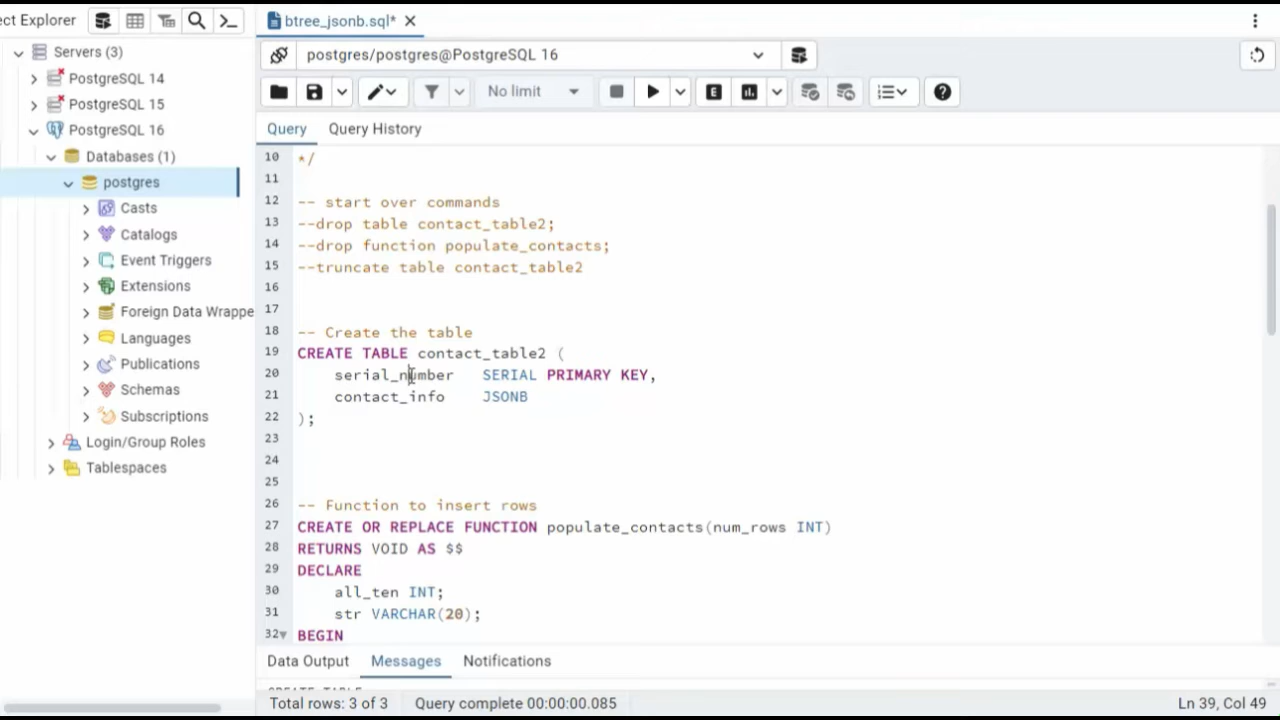 ect Explorer
btree_jsonb.sql*
Servers (3)
PostgreSQL 14
PostgreSQL 15
PostgreSQL 16
Databases (1)
postgres
Casts
Catalogs
Event Triggers
Extensions
Foreign Data Wrappe
Languages
Publications
Schemas
Subscriptions
Login/Group Roles
Tablespaces
postgres/postgres@PostgreSQL 16
No limit
E
Query Query History
10 */
11
12 -- start over commands
13 --drop table contact_table2;
14 --drop function populate_contacts;
15 --truncate table contact_table2
16
17
18 -- Create the table
19 CREATE TABLE contact_table2 (
20 serial_number SERIAL PRIMARY KEY,
21 contact_info JSONB
22 );
23
24
25
26 -- Function to insert rows
27 CREATE OR REPLACE FUNCTION populate_contacts(num_rows INT)
28 RETURNS VOID AS $$
29 DECLARE
30 all_ten INT;
31 str VARCHAR(20);
32 BEGIN
Data Output Messages Notifications
CREATE TABLE
Total rows: 3 of 3 Query complete 00:00:00.085 Ln 39, Col 49